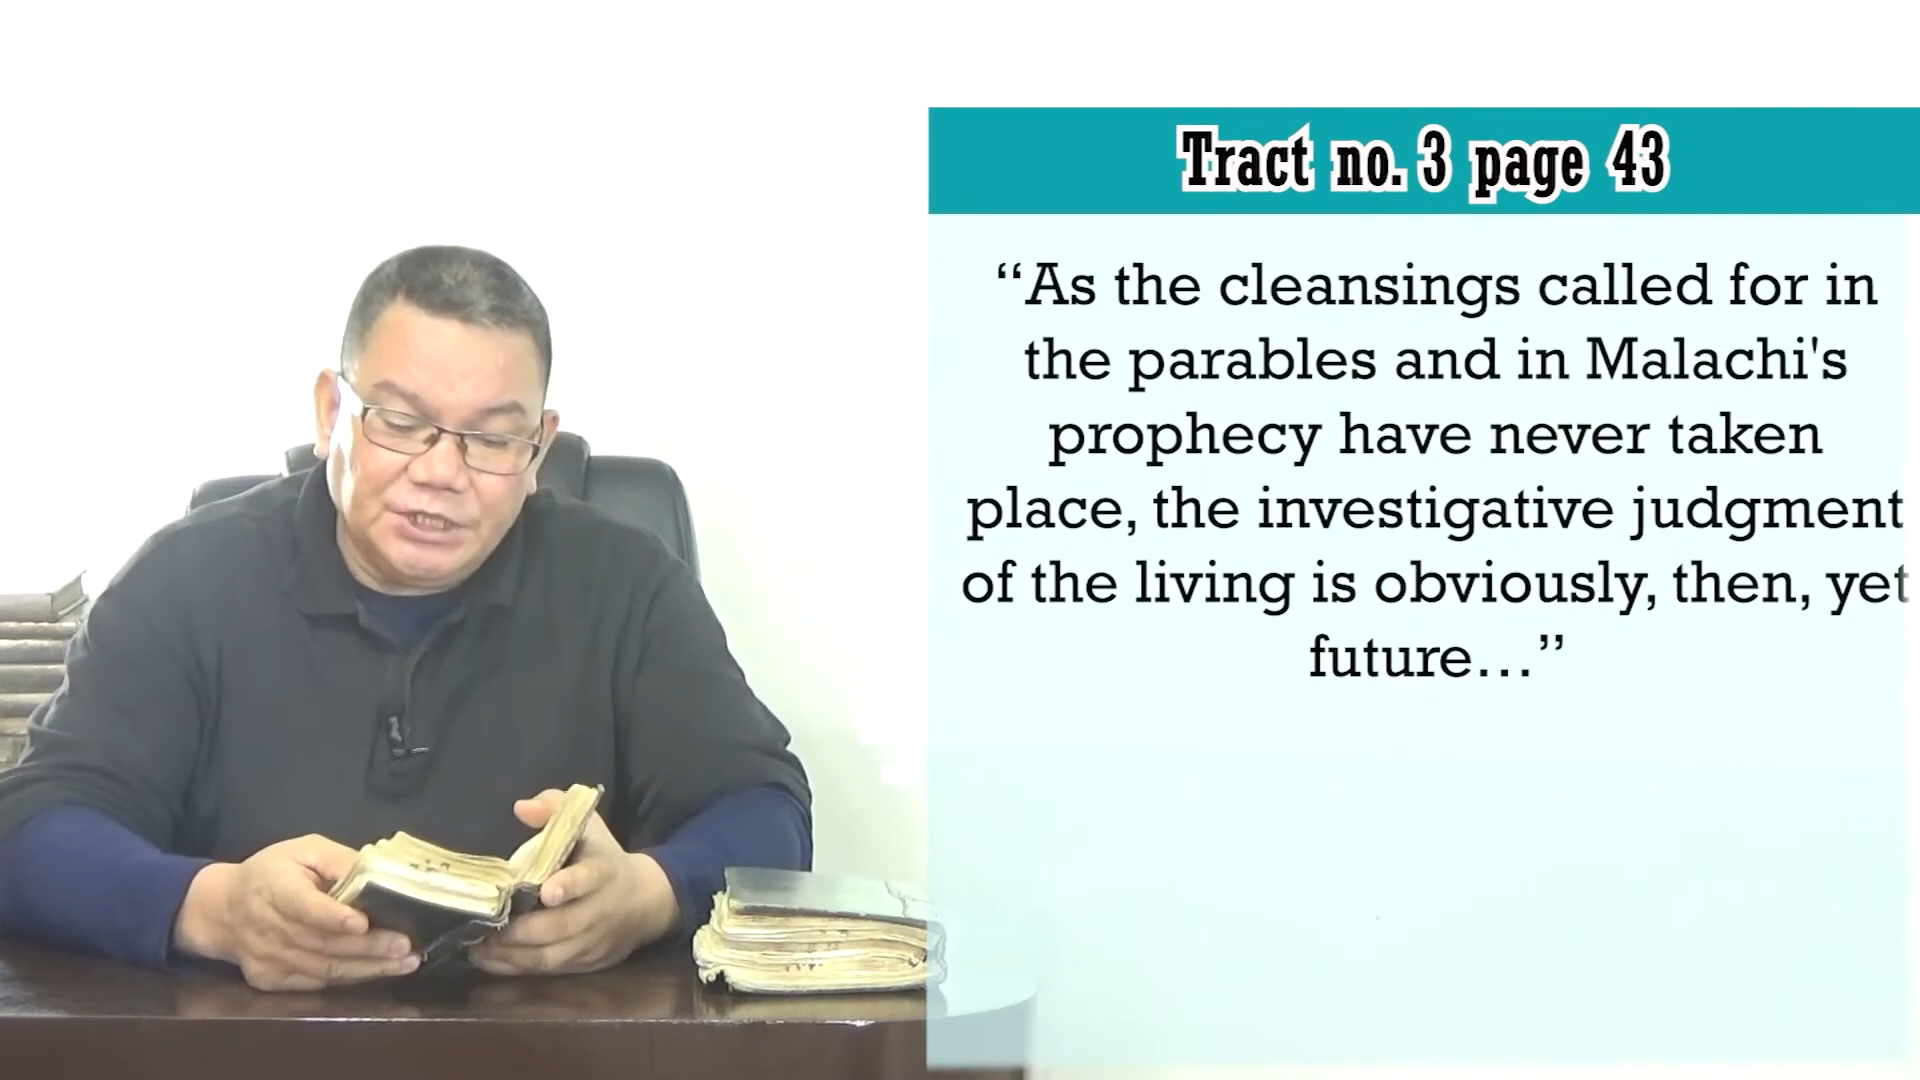 Tract no. 3 page 43
“As the cleansings called for in
the parables and in Malachi's
prophecy have never taken
place, the investigative judgment
of the living is obviously, then, yet
future...”